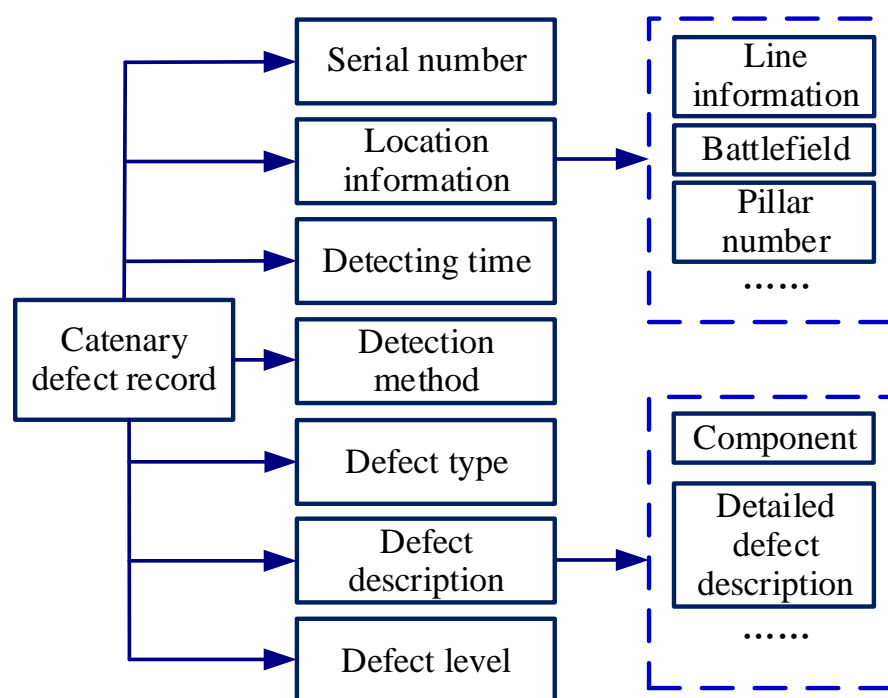 Catenary
defect record
Serial number
Location
information
Detecting time
Detection
method
Defect type
Defect
description
Defect level
Line
information
Battlefield
Pillar
number
......
Component
Detailed
defect
description
......